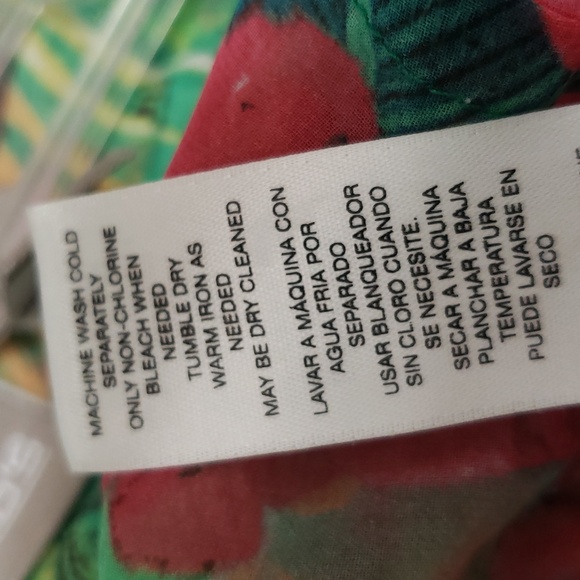 MACHINE WASH COLD
SEPARATELY
ONLY NON-CHLORINE
BLEACH WHEN
NEEDED
TUMBLE DRY
WARM IRON AS
NEEDED
MAY BE DRY CLEANED
LAVAR A MAQUINA CON
AGUA FRIA POR
SEPARADO
USAR BLANQUEADOR
SIN CLORO CUANDO
SE NECESITE.
SECAR A MÁQUINA
PLANCHAR A BAJA
TEMPERATURA
PUEDE LAVARSE EN
SECO